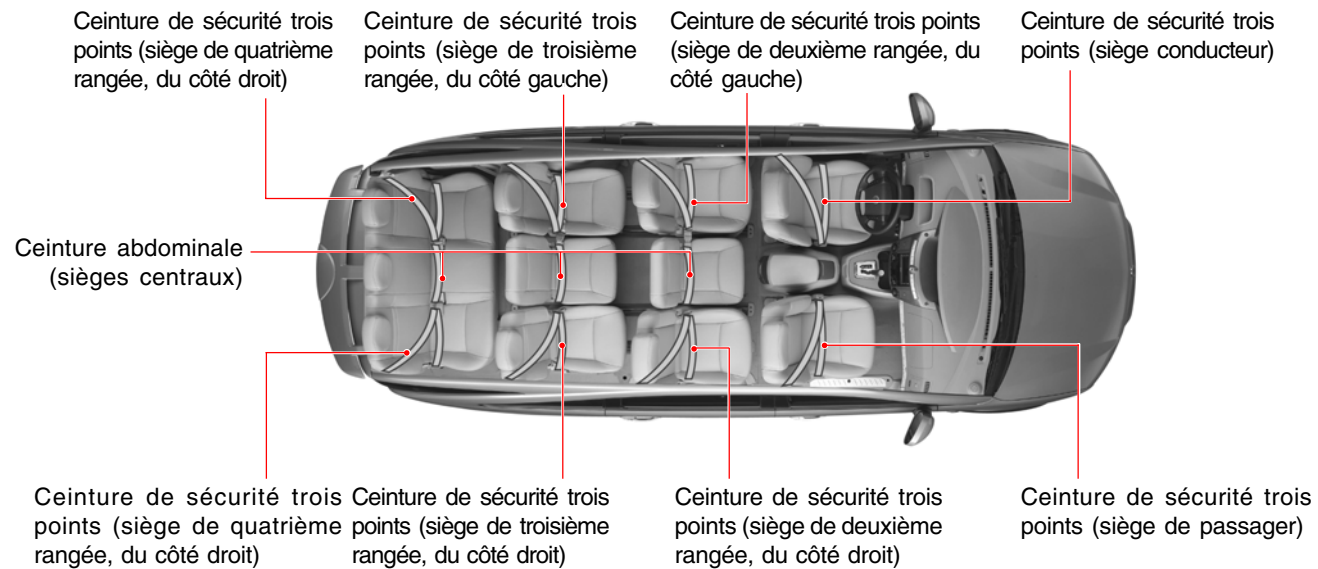 Ceinture de sécurité trois
points (siège de quatrième
rangée, du côté droit)
Ceinture de sécurité trois
points (siège de troisième
rangée, du côté gauche)
Ceinture de sécurité trois points
(siège de deuxième rangée, du
côté gauche)
Ceinture de sécurité trois
points (siège conducteur)
Ceinture abdominale
(sièges centraux)
Ceinture de sécurité trois
points (siège de quatrième
rangée, du côté droit)
Ceinture de sécurité trois
points (siège de troisième
rangée, du côté droit)
Ceinture de sécurité trois
points (siège de deuxième
rangée, du côté droit)
Ceinture de sécurité trois
points (siège de passager)